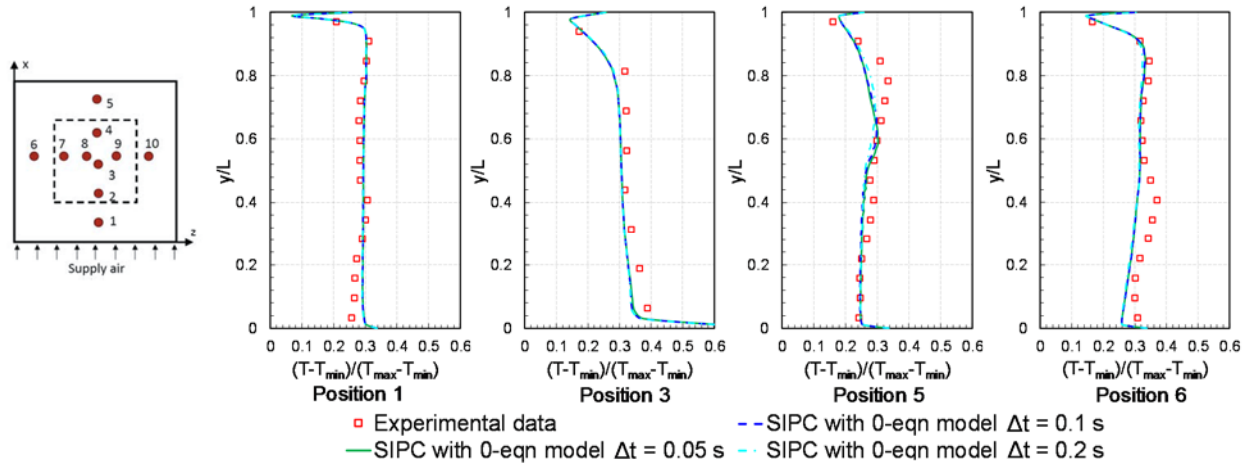 x
5
4
6 7 8 9 10
3
2
1
z
Supply air
y/L
1
0.8
0.6
0.4
0.2
0
0 0.1 0.2 0.3 0.4 0.5 0.6
(T-Tmin)/(Tmax-Tmin)
Position 1
y/L
1
0.8
0.6
0.4
0.2
0
0 0.1 0.2 0.3 0.4 0.5 0.6
(T-Tmin)/(Tmax-Tmin)
Position 3
y/L
1
0.8
0.6
0.4
0.2
0
0 0.1 0.2 0.3 0.4 0.5 0.6
(T-Tmin)/(Tmax-Tmin)
Position 5
y/L
1
0.8
0.6
0.4
0.2
0
0 0.1 0.2 0.3 0.4 0.5 0.6
(T-Tmin)/(Tmax-Tmin)
Position 6
Experimental data
SIPC with 0-eqn model Δt = 0.1 s
SIPC with 0-eqn model Δt = 0.05 s
SIPC with 0-eqn model Δt = 0.2 s